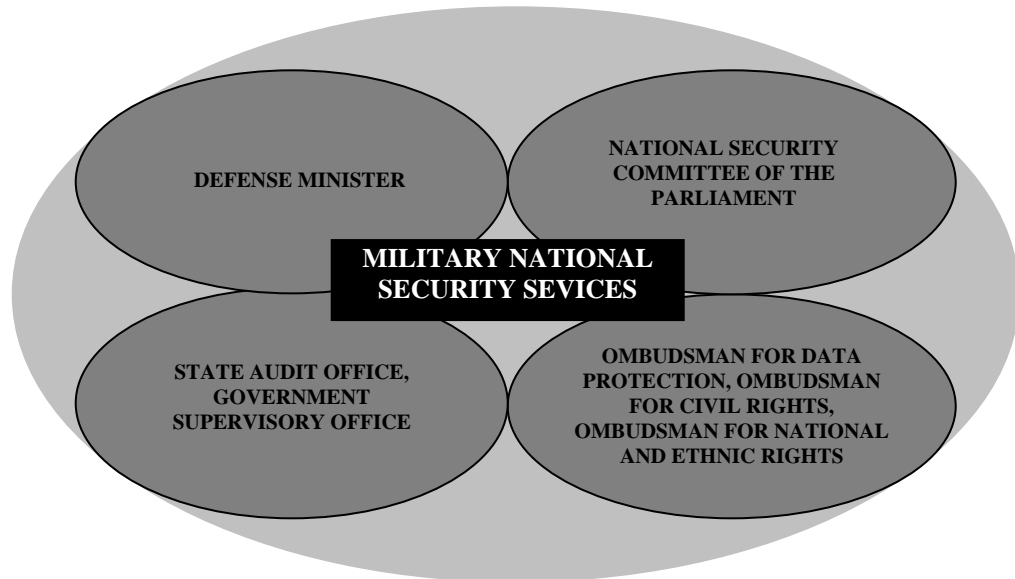 DEFENSE MINISTER
NATIONAL SECURITY
COMMITTEE OF THE
PARLIAMENT
MILITARY NATIONAL
SECURITY SEVICES
STATE AUDIT OFFICE,
GOVERNMENT
SUPERVISORY OFFICE
OMBUDSMAN FOR DATA
PROTECTION, OMBUDSMAN
FOR CIVIL RIGHTS,
OMBUDSMAN FOR NATIONAL
AND ETHNIC RIGHTS